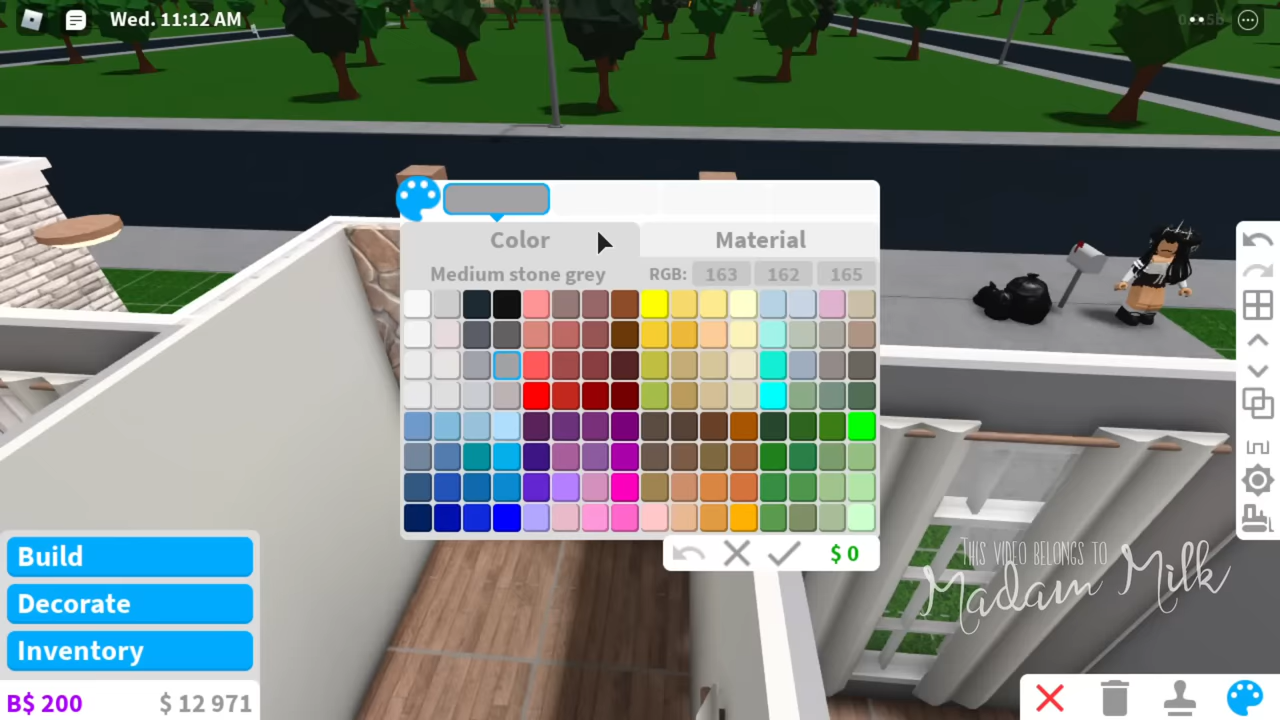 Wed. 11:12 AM
Color
Material
Medium stone grey
RGB: 163 162 165
$ 0
Build
Decorate
Inventory
B$ 200
$ 12 971
THIS VIDEO BELONGS TO
Madam Milk